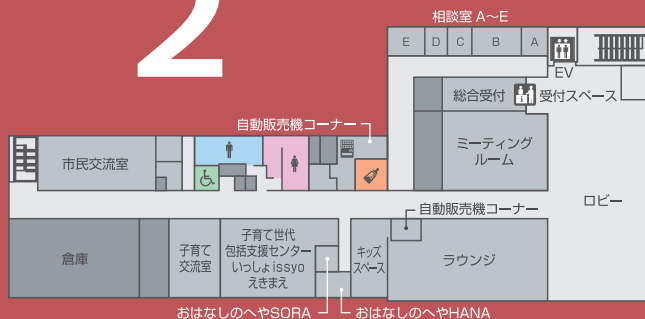 2
相談室 A〜E
E D C B A
EV
総合受付
受付スペース
自動販売機コーナー
市民交流室
ミーティング
ルーム
ロビー
自動販売機コーナー
倉庫
子育て
交流室
子育て世代
包括支援センター
いっしょissyo
えきまえ
キッズ
スペース
ラウンジ
おはなしのへやSORA
おはなしのへやHANA